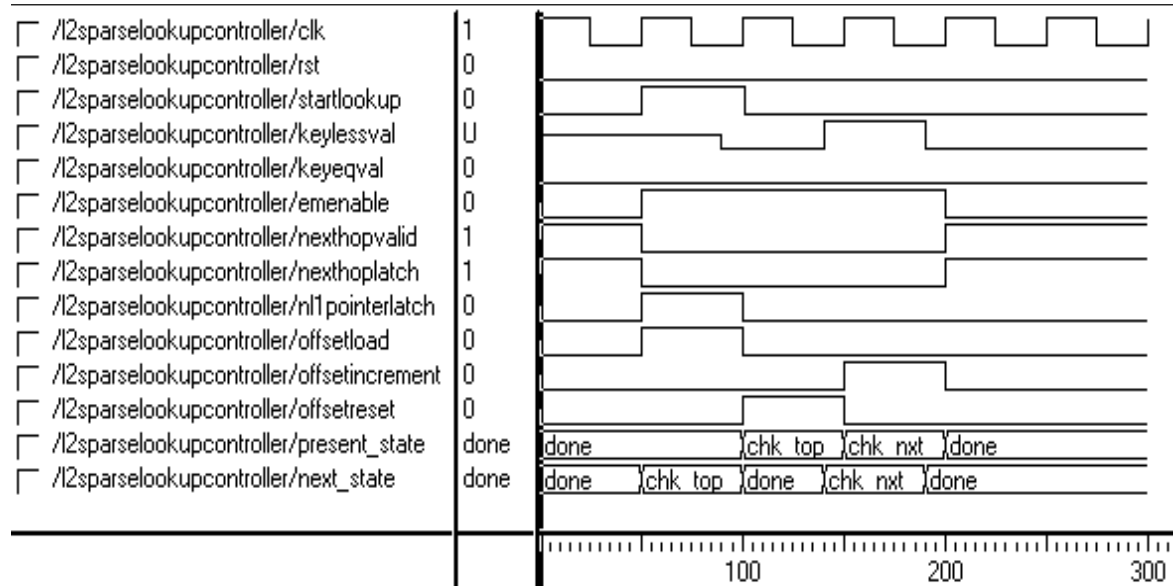 /l2sparselookupcontroller/clk 1
/l2sparselookupcontroller/rst 0
/l2sparselookupcontroller/startlookup 0
/l2sparselookupcontroller/keylessval U
/l2sparselookupcontroller/keyeqval 0
/l2sparselookupcontroller/emenable 0
/l2sparselookupcontroller/nexthopvalid 1
/l2sparselookupcontroller/nexthoplatch 1
/l2sparselookupcontroller/nl1pointerlatch 0
/l2sparselookupcontroller/offsetload 0
/l2sparselookupcontroller/offsetincrement 0
/l2sparselookupcontroller/offsetreset 0
/l2sparselookupcontroller/present_state done done chk_top chk_nxt done
/l2sparselookupcontroller/next_state done done chk_top done chk_nxt done
100 200 300